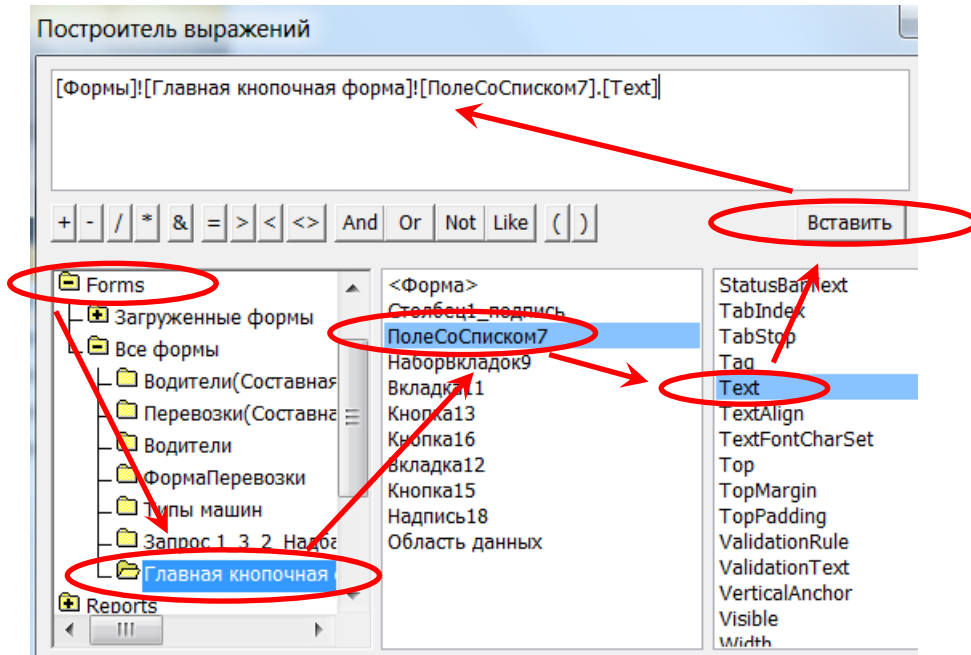 Построитель выражений
[Формы]![Главная кнопочная форма]![ПолеСоСписком7].[Text]
+ - / * & = > < <> And Or Not Like ( ) Вставить
Forms
Загруженные формы
Все формы
Водители(Составная
Перевозки(Составна
Водители
ФормаПеревозки
Типы машин
Запрос 1_3_2_Надба
Главная кнопочная
Reports
<Форма>
Столбец1_подпись
ПолеСоСписком7
НаборВкладок9
Вкладка11
Кнопка13
Кнопка16
Вкладка12
Кнопка15
Надпись18
Область данных
StatusBarText
TabIndex
TabStop
Tag
Text
TextAlign
TextFontCharSet
Top
TopMargin
TopPadding
ValidationRule
ValidationText
VerticalAnchor
Visible
Width